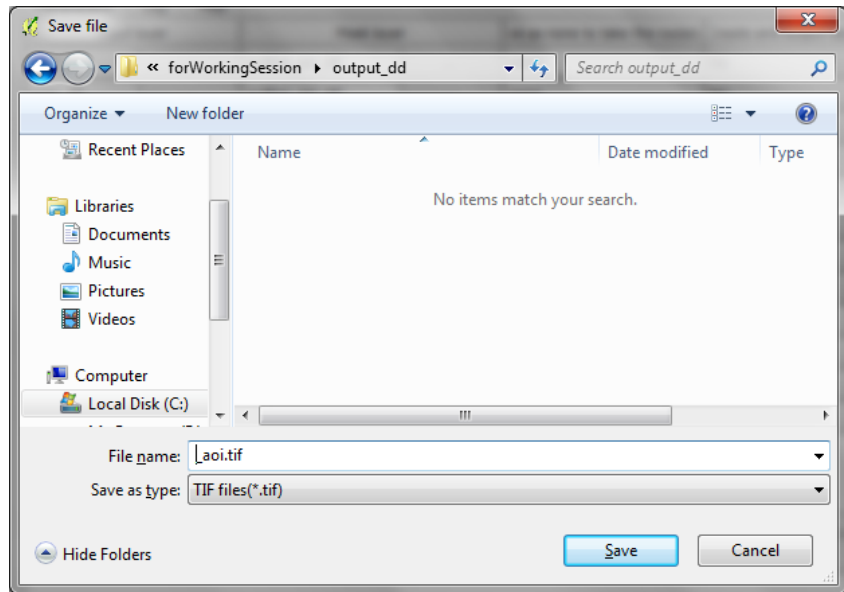 Save file
« forWorkingSession ▸ output_dd
Search output_dd
Organize
New folder
Name
Date modified
Type
Recent Places
No items match your search.
Libraries
Documents
Music
Pictures
Videos
Computer
Local Disk (C:)
File name: _aoi.tif
Save as type: TIF files(*.tif)
Hide Folders
Save
Cancel